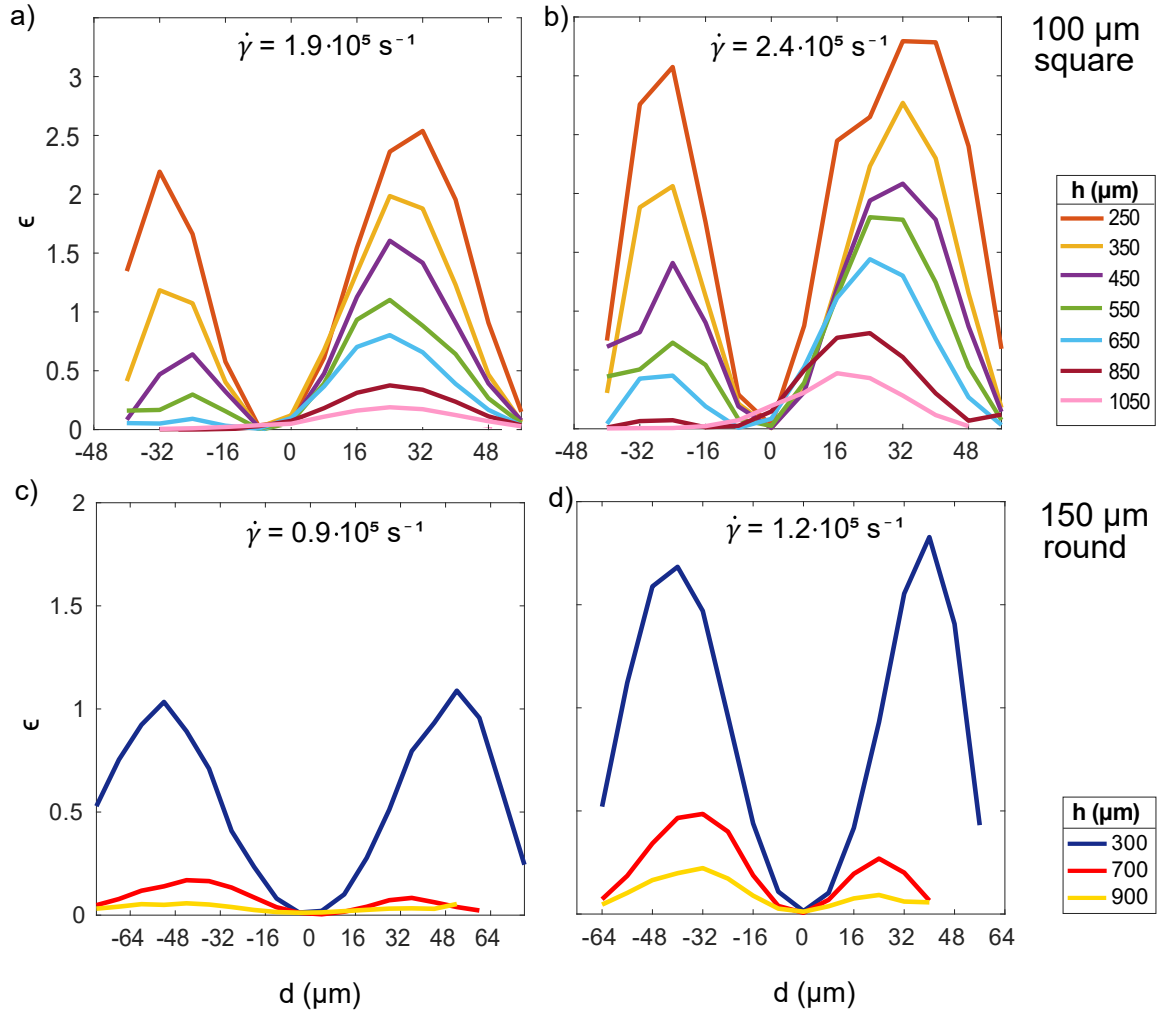 a)
γ̇ = 1.9·10⁵ s⁻¹
b)
γ̇ = 2.4·10⁵ s⁻¹
100 µm
square
3
2.5
2
1.5
1
0.5
0
ϵ
-48 -32 -16 0 16 32 48
-48 -32 -16 0 16 32 48
h (µm)
250
350
450
550
650
850
1050
c)
γ̇ = 0.9·10⁵ s⁻¹
d)
γ̇ = 1.2·10⁵ s⁻¹
150 µm
round
2
1.5
1
0.5
0
ϵ
-64 -48 -32 -16 0 16 32 48 64
-64 -48 -32 -16 0 16 32 48 64
d (µm)
d (µm)
h (µm)
300
700
900